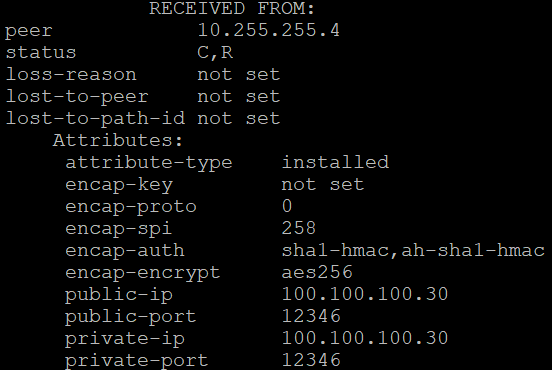 RECEIVED FROM:
peer 10.255.255.4
status C,R
loss-reason not set
lost-to-peer not set
lost-to-path-id not set
Attributes:
attribute-type installed
encap-key not set
encap-proto 0
encap-spi 258
encap-auth sha1-hmac,ah-sha1-hmac
encap-encrypt aes256
public-ip 100.100.100.30
public-port 12346
private-ip 100.100.100.30
private-port 12346